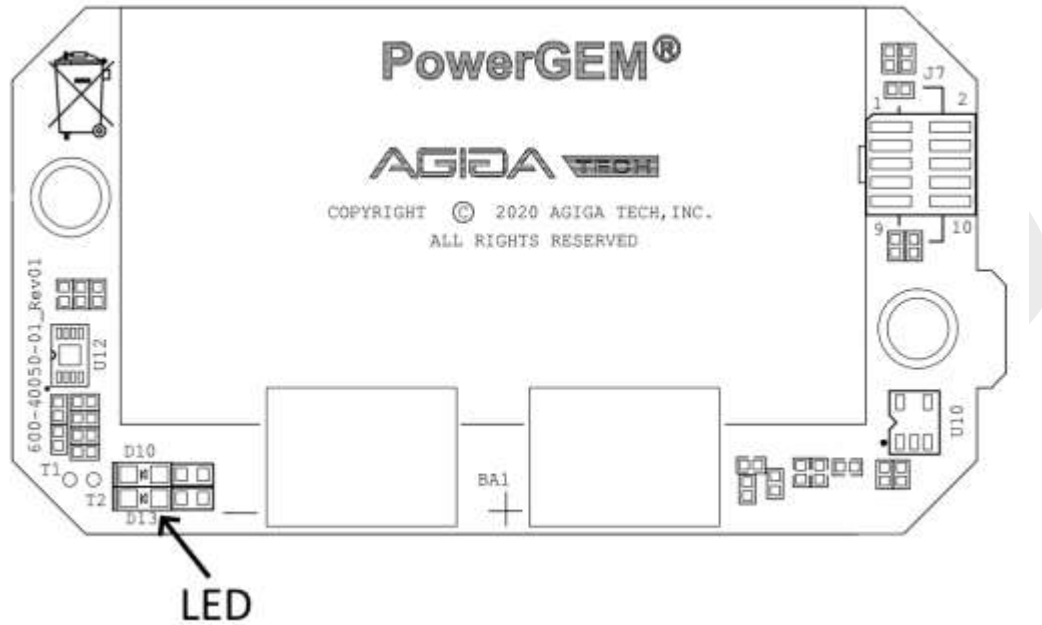 PowerGEM®
AGIGA TECH
COPYRIGHT © 2020 AGIGA TECH, INC.
ALL RIGHTS RESERVED
J7
1 2
9 10
600-40050-01_Rev01
U12
U10
D10
T1
T2
D13
BA1
LED